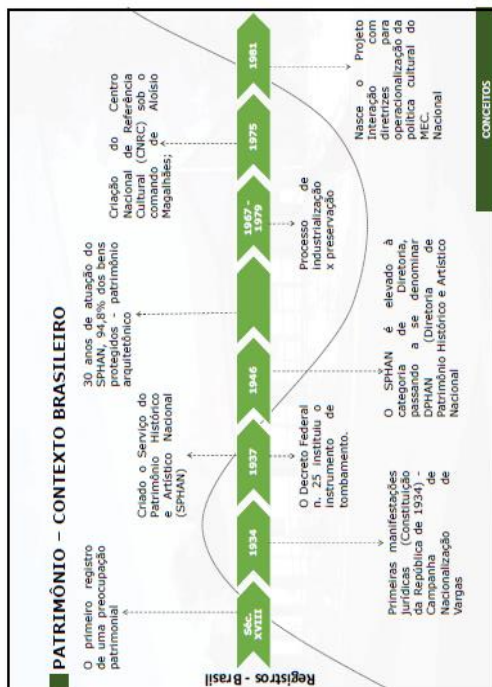 PATRIMÔNIO – CONTEXTO BRASILEIRO
O primeiro registro
de uma preocupação
patrimonial
Criado o Serviço do
Patrimônio Histórico
e Artístico Nacional
(SPHAN)
30 anos de atuação do
SPHAN, 94,8% dos bens
protegidos - patrimônio
arquitetônico
Criação do Centro
Nacional de Referência
Cultural (CNRC) sob o
comando de Aloísio
Magalhães;
Registros - Brasil
Séc.
XVIII
1934
1937
1946
1967 -
1979
1975
1981
Primeiras manifestações
Jurídicas (Constituição
da República de 1934) -
Campanha de
Nacionalização de
Vargas
O Decreto Federal
n. 25 instituiu o
instrumento de
tombamento.
O SPHAN é elevado à
categoria de Diretoria,
passando a se denominar
DPHAN (Diretoria de
Patrimônio Histórico e Artístico
Nacional
Processo de
industrialização
x preservação
Nasce o Projeto
Interação com
diretrizes para
operacionalização da
política cultural do
MEC. Nacional
CONCEITOS